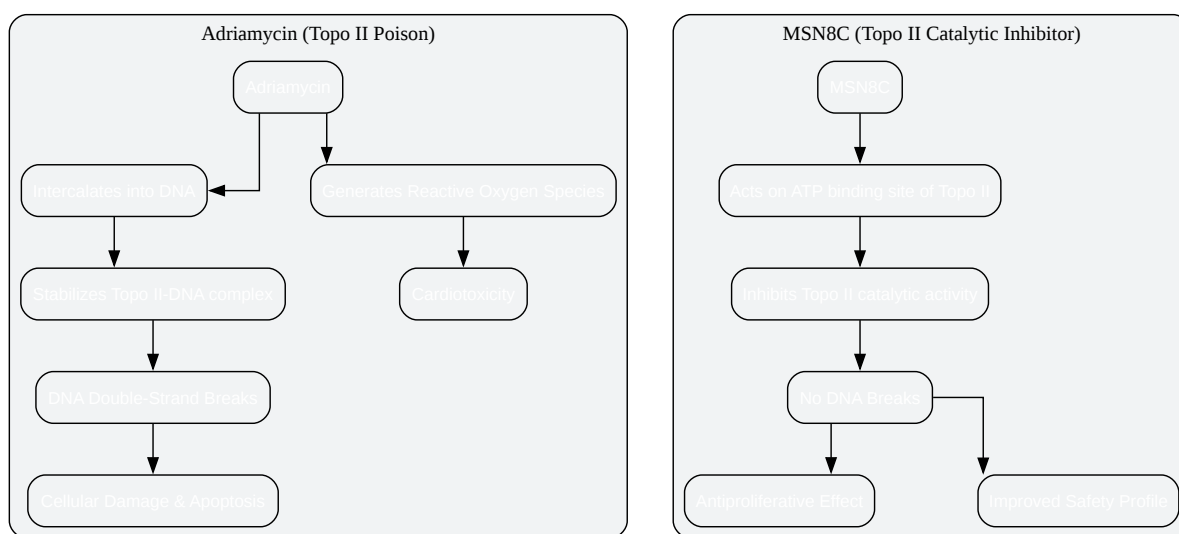 Adriamycin (Topo II Poison)
Adriamycin
Intercalates into DNA
Generates Reactive Oxygen Species
Stabilizes Topo II-DNA complex
Cardiotoxicity
DNA Double-Strand Breaks
Cellular Damage & Apoptosis
MSN8C (Topo II Catalytic Inhibitor)
MSN8C
Acts on ATP binding site of Topo II
Inhibits Topo II catalytic activity
No DNA Breaks
Antiproliferative Effect
Improved Safety Profile